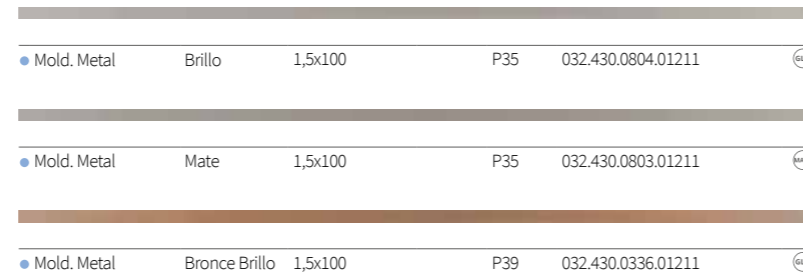 Mold. Metal Brillo 1,5x100 P35 032.430.0804.01211
Mold. Metal Mate 1,5x100 P35 032.430.0803.01211
Mold. Metal Bronce Brillo 1,5x100 P39 032.430.0336.01211